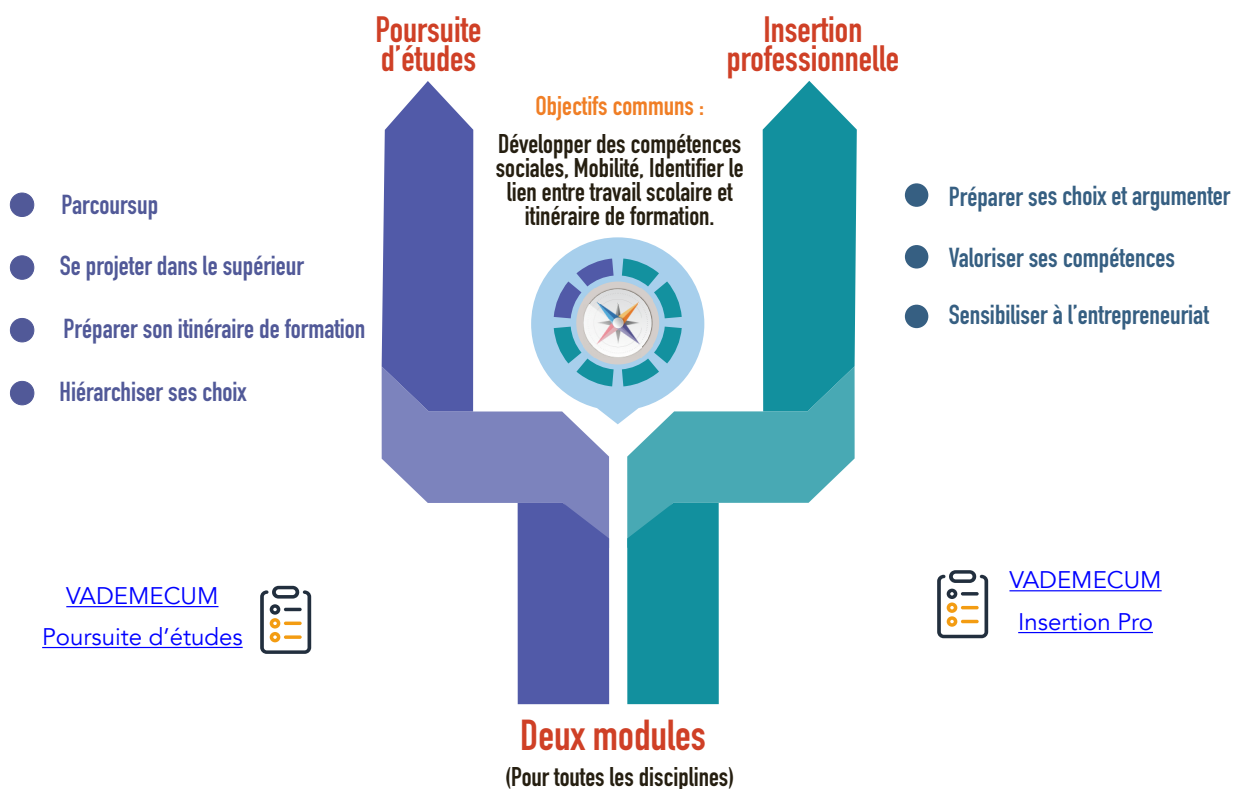 Poursuite
d'études
Insertion
professionnelle
Objectifs communs :
Développer des compétences
sociales, Mobilité, Identifier le
lien entre travail scolaire et
itinéraire de formation.
Parcoursup
Se projeter dans le supérieur
Préparer son itinéraire de formation
Hiérarchiser ses choix
Préparer ses choix et argumenter
Valoriser ses compétences
Sensibiliser à l'entrepreuriat
VADEMECUM
Poursuite d'études
VADEMECUM
Insertion Pro
Deux modules
(Pour toutes les disciplines)